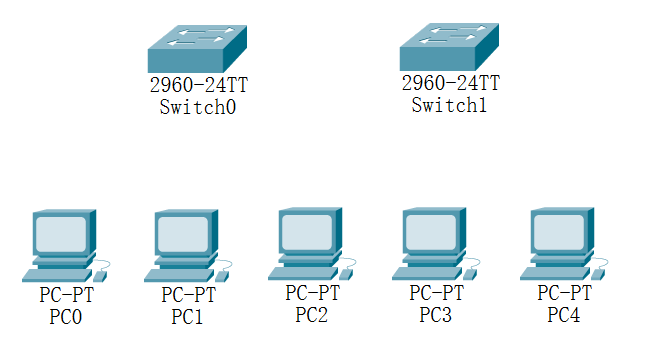 2960-24TT
Switch0
2960-24TT
Switch1
PC-PT
PC0
PC-PT
PC1
PC-PT
PC2
PC-PT
PC3
PC-PT
PC4